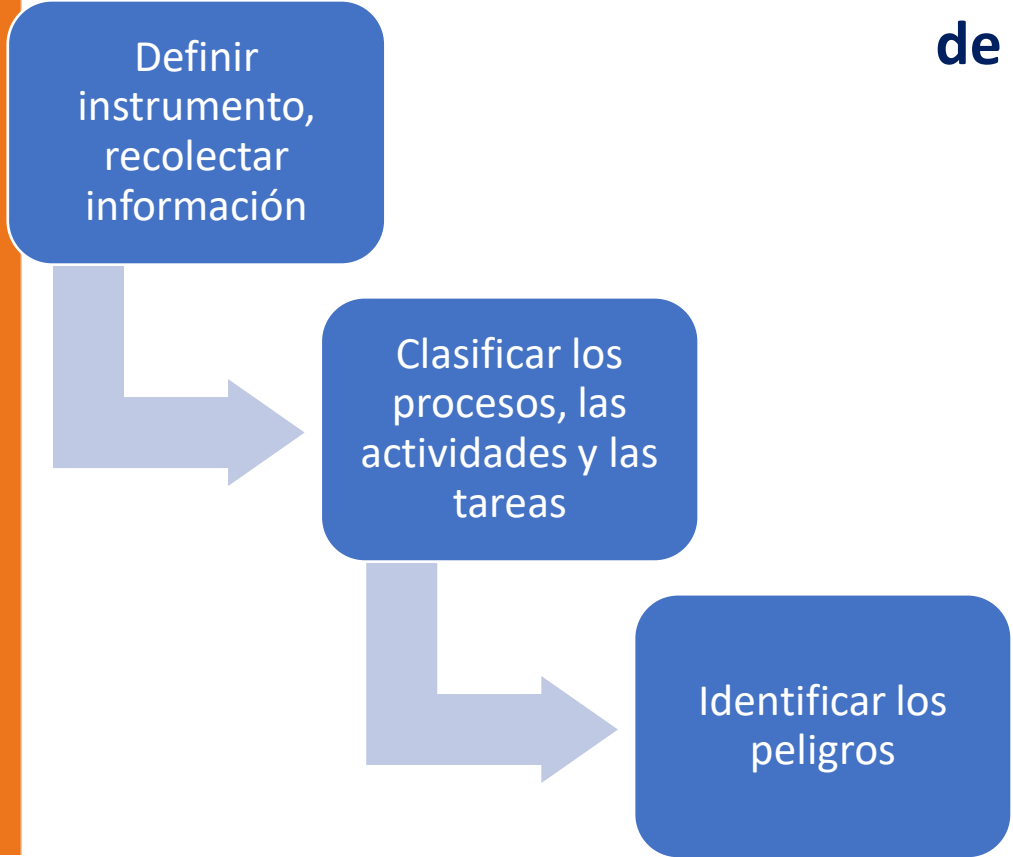 de
Definir
instrumento,
recolectar
información
Clasificar los
procesos, las
actividades y las
tareas
Identificar los
peligros